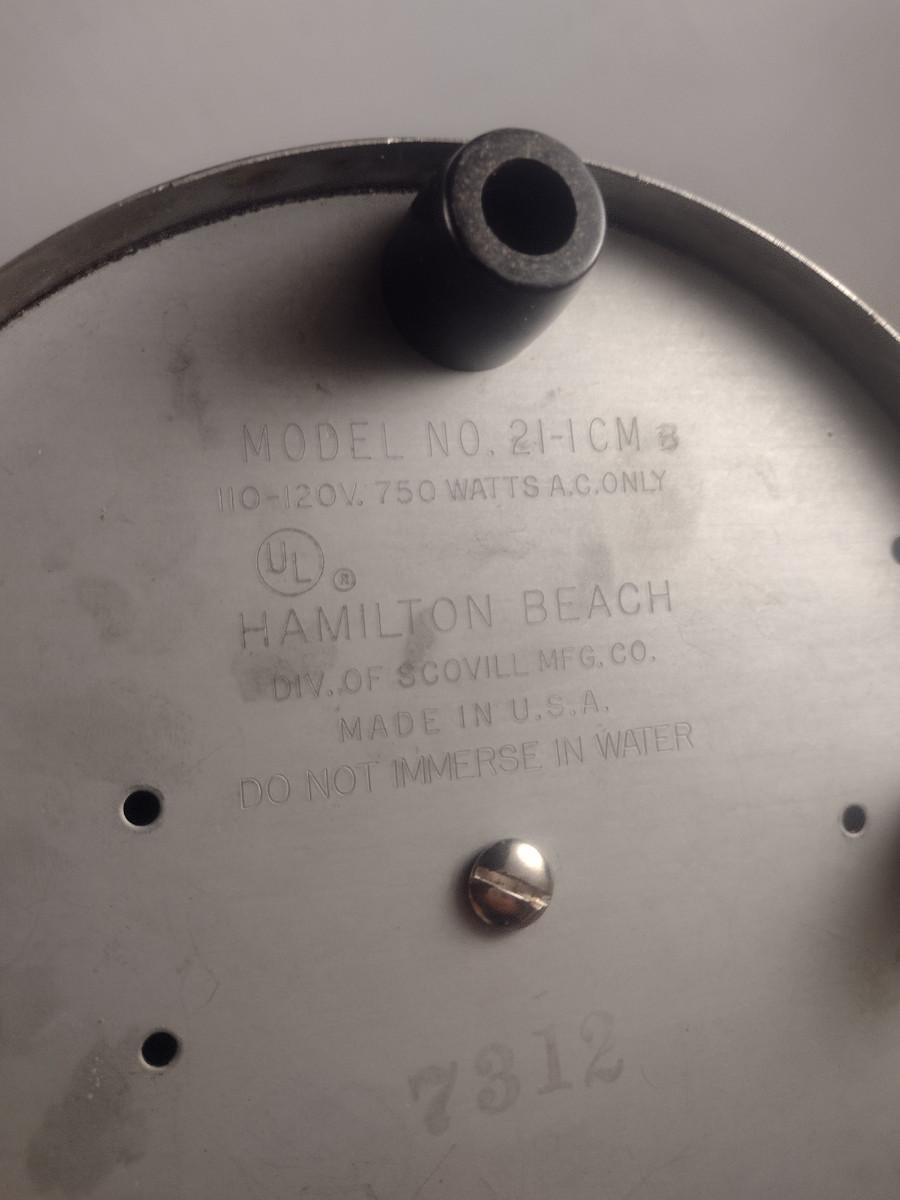 MODEL NO. 21-1CM B
110-120V. 750 WATTS A.C. ONLY
UL ®
HAMILTON BEACH
DIV. OF SCOVILL MFG. CO.
MADE IN U.S.A.
DO NOT IMMERSE IN WATER
7312